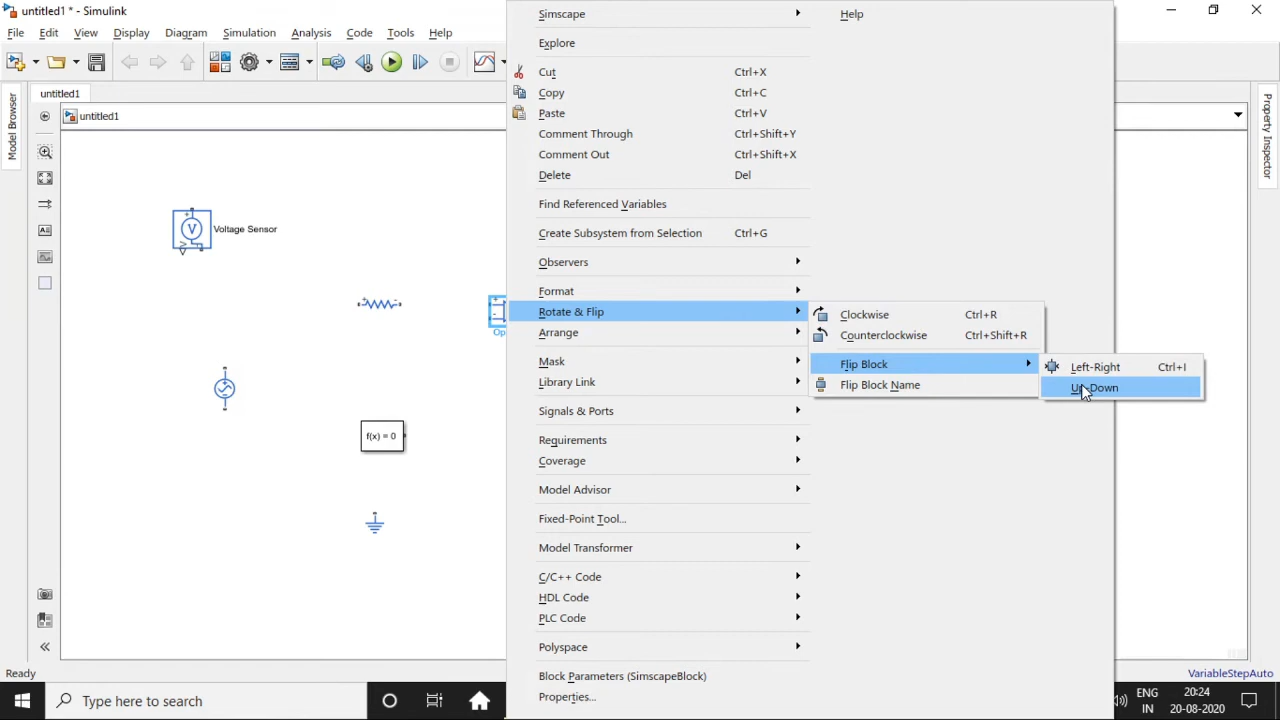 untitled1 * - Simulink
File Edit View Display Diagram Simulation Analysis Code Tools Help
untitled1
untitled1
Model Browser
Property Inspector
Voltage Sensor
V
V
f(x) = 0
Op
Simscape
Help
Explore
Cut Ctrl+X
Copy Ctrl+C
Paste Ctrl+V
Comment Through Ctrl+Shift+Y
Comment Out Ctrl+Shift+X
Delete Del
Find Referenced Variables
Create Subsystem from Selection Ctrl+G
Observers
Format
Rotate & Flip
Arrange
Mask
Library Link
Signals & Ports
Requirements
Coverage
Model Advisor
Fixed-Point Tool...
Model Transformer
C/C++ Code
HDL Code
PLC Code
Polyspace
Block Parameters (SimscapeBlock)
Properties...
Clockwise Ctrl+R
Counterclockwise Ctrl+Shift+R
Flip Block
Flip Block Name
Left-Right Ctrl+I
Up-Down
Ready
VariableStepAuto
Type here to search
ENG
IN
20:24
20-08-2020